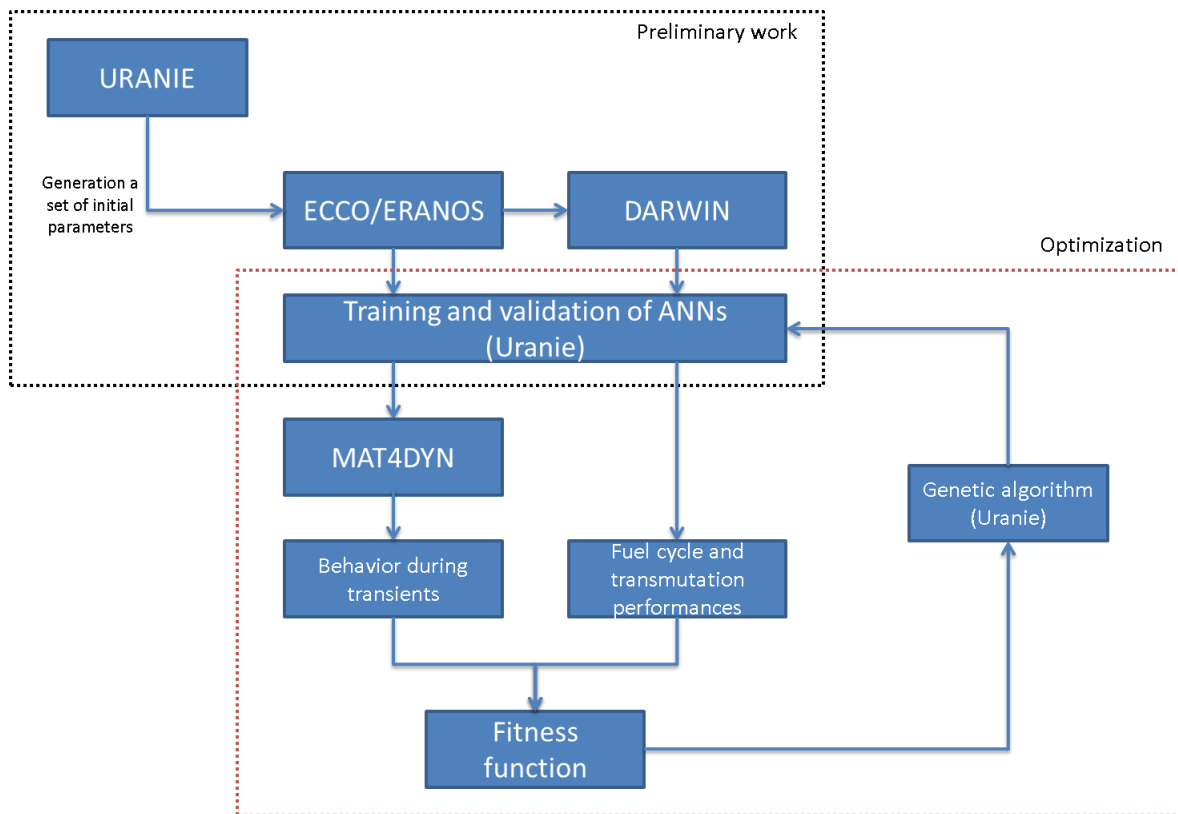 Preliminary work
URANIE
Generation a
set of initial
parameters
ECCO/ERANOS
DARWIN
Optimization
Training and validation of ANNs
(Uranie)
MAT4DYN
Genetic algorithm
(Uranie)
Behavior during
transients
Fuel cycle and
transmutation
performances
Fitness
function